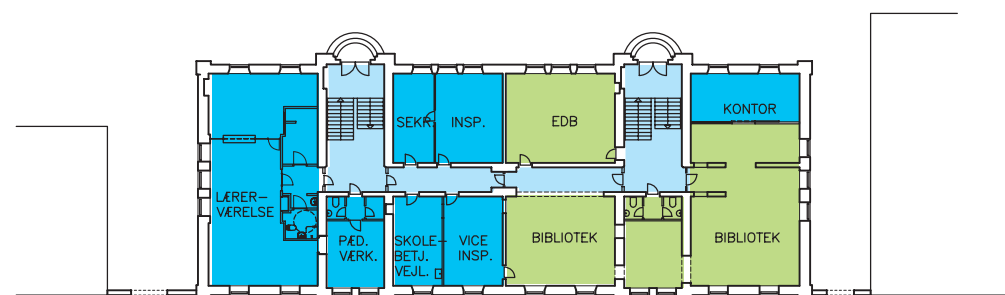 KONTOR
SEKR.
INSP.
EDB
LÆRER-
VÆRELSE
PÆD.
VÆRK.
SKOLE-
BETJ.
VEJL.
VICE
INSP.
BIBLIOTEK
BIBLIOTEK